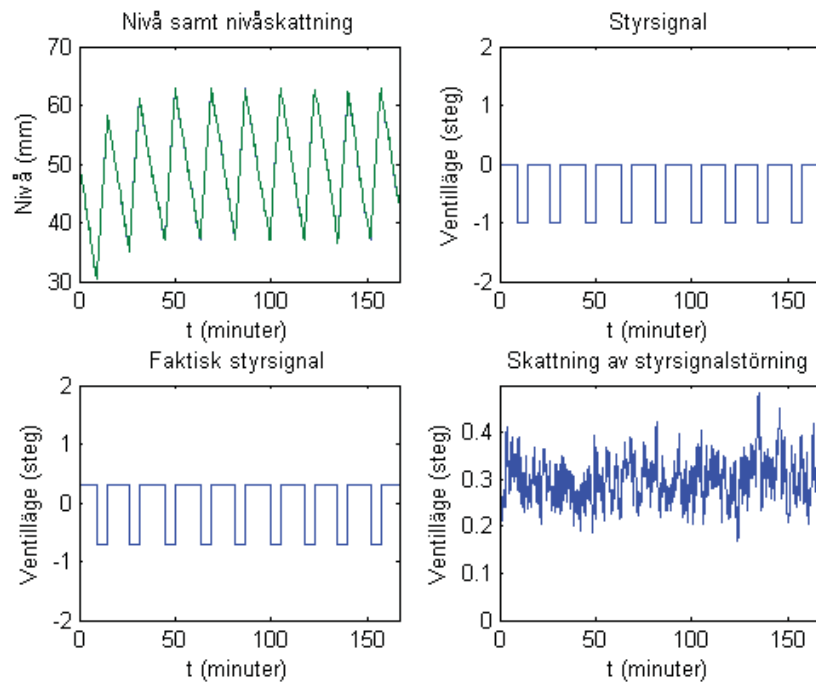 Nivå samt nivåskattning
70
60
50
40
30
Nivå (mm)
0 50 100 150
t (minuter)
Styrsignal
2
1
0
-1
-2
Ventilläge (steg)
0 50 100 150
t (minuter)
Faktisk styrsignal
2
1
0
-1
-2
Ventilläge (steg)
0 50 100 150
t (minuter)
Skattning av styrsignalstörning
0.4
0.3
0.2
0.1
0
Ventilläge (steg)
0 50 100 150
t (minuter)